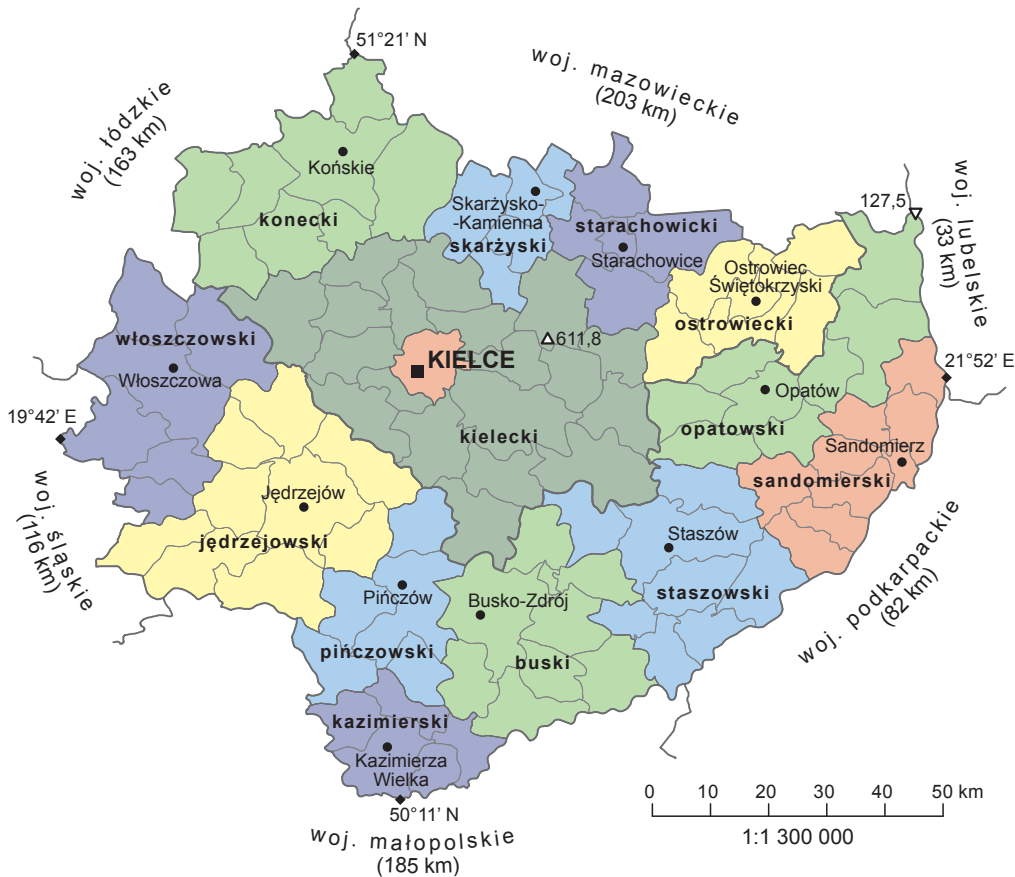 51°21' N
woj. mazowieckie
(203 km)
woj. łódzkie
(163 km)
Końskie
konecki
Skarżysko-
-Kamienna
skarżyski
starachowicki
Starachowice
127,5
woj. lubelskie
(33 km)
Ostrowiec
Świętokrzyski
ostrowiecki
włoszczowski
Włoszczowa
611,8
KIELCE
kielecki
21°52' E
Opatów
opatowski
19°42' E
Sandomierz
sandomierski
Jędrzejów
jędrzejowski
woj. śląskie
(116 km)
Staszów
staszowski
woj. podkarpackie
(82 km)
Pińczów
pińczowski
Busko-Zdrój
buski
kazimierski
Kazimierza
Wielka
50°11' N
woj. małopolskie
(185 km)
0 10 20 30 40 50 km
1:1 300 000